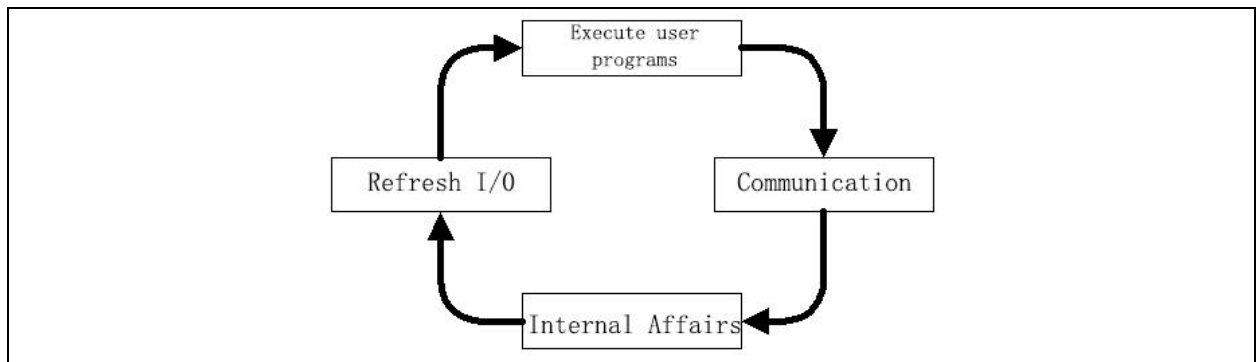 Execute user
programs
Refresh I/O
Communication
Internal Affairs